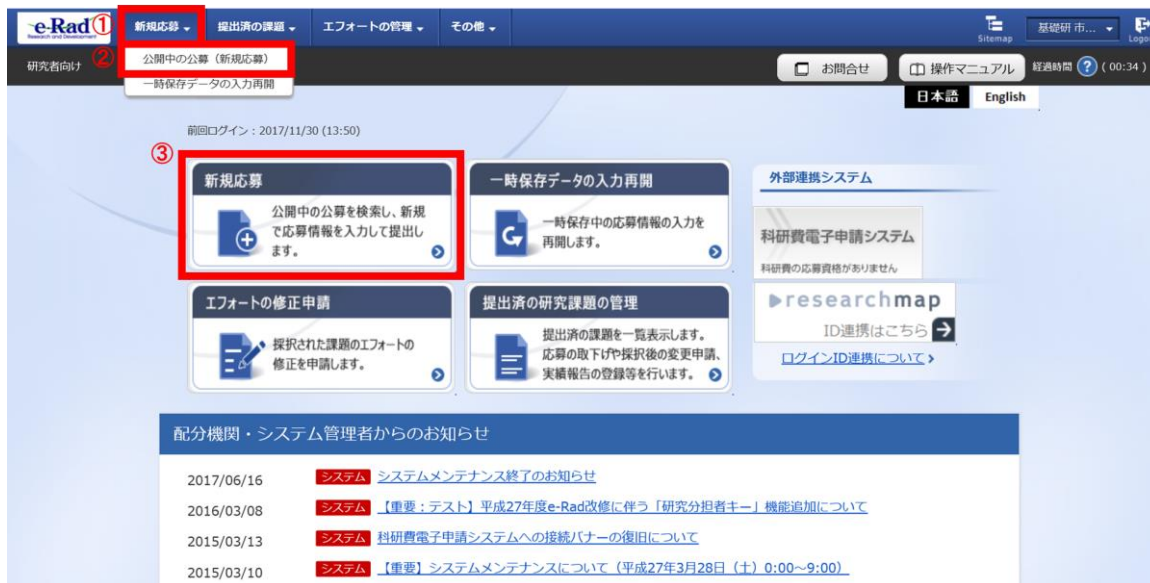 e-Rad
Research and Development
①
新規応募
提出済の課題
エフォートの管理
その他
Sitemap
基礎研 市...
Logou
研究者向け
②
公開中の公募（新規応募）
一時保存データの入力再開
お問合せ
操作マニュアル
経過時間 ? ( 00:34 )
日本語
English
前回ログイン：2017/11/30 (13:50)
③
新規応募
公開中の公募を検索し、新規
で応募情報を入力して提出し
ます。
一時保存データの入力再開
一時保存中の応募情報の入力を
再開します。
エフォートの修正申請
採択された課題のエフォートの
修正を申請します。
提出済の研究課題の管理
提出済の課題を一覧表示します。
応募の取下げや採択後の変更申請、
実績報告の登録等を行います。
外部連携システム
科研費電子申請システム
科研費の応募資格がありません
researchmap
ID連携はこちら
ログインID連携について
配分機関・システム管理者からのお知らせ
2017/06/16 システム システムメンテナンス終了のお知らせ
2016/03/08 システム 【重要：テスト】平成27年度e-Rad改修に伴う「研究分担者キー」機能追加について
2015/03/13 システム 科研費電子申請システムへの接続バナーの復旧について
2015/03/10 システム 【重要】システムメンテナンスについて（平成27年3月28日（土）0:00～9:00）